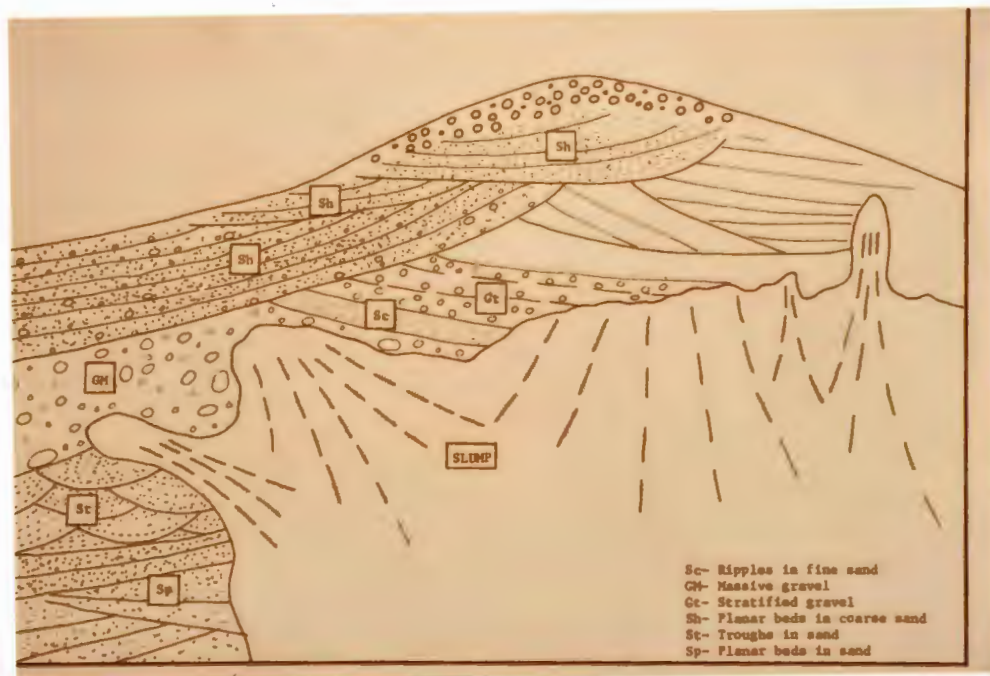 Sh
Sh
Sh
Gt
Sc
GM
SLUMP
St
Sp
Sc- Ripples in fine sand
GM- Massive gravel
Gt- Stratified gravel
Sh- Planar beds in coarse sand
St- Troughs in sand
Sp- Planar beds in sand